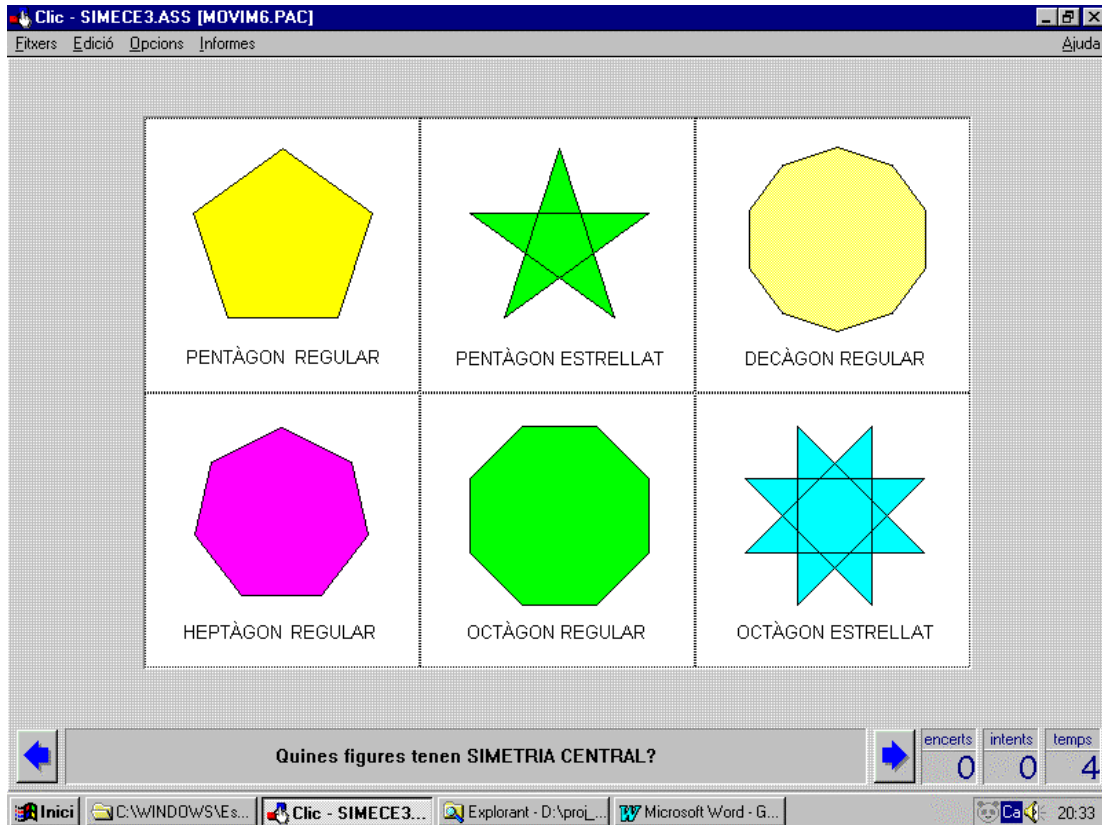 Clic - SIMECE3.ASS [MOVIM6.PAC]
Fitxers Edició Opcions Informes Ajuda
PENTÀGON REGULAR
PENTÀGON ESTRELLAT
DECÀGON REGULAR
HEPTÀGON REGULAR
OCTÀGON REGULAR
OCTÀGON ESTRELLAT
Quines figures tenen SIMETRIA CENTRAL?
encerts intents temps
0 0 4
Inici C:\WINDOWS\Es... Clic - SIMECE3... Explorant - D:\proj_... Microsoft Word - G... Ca 20:33